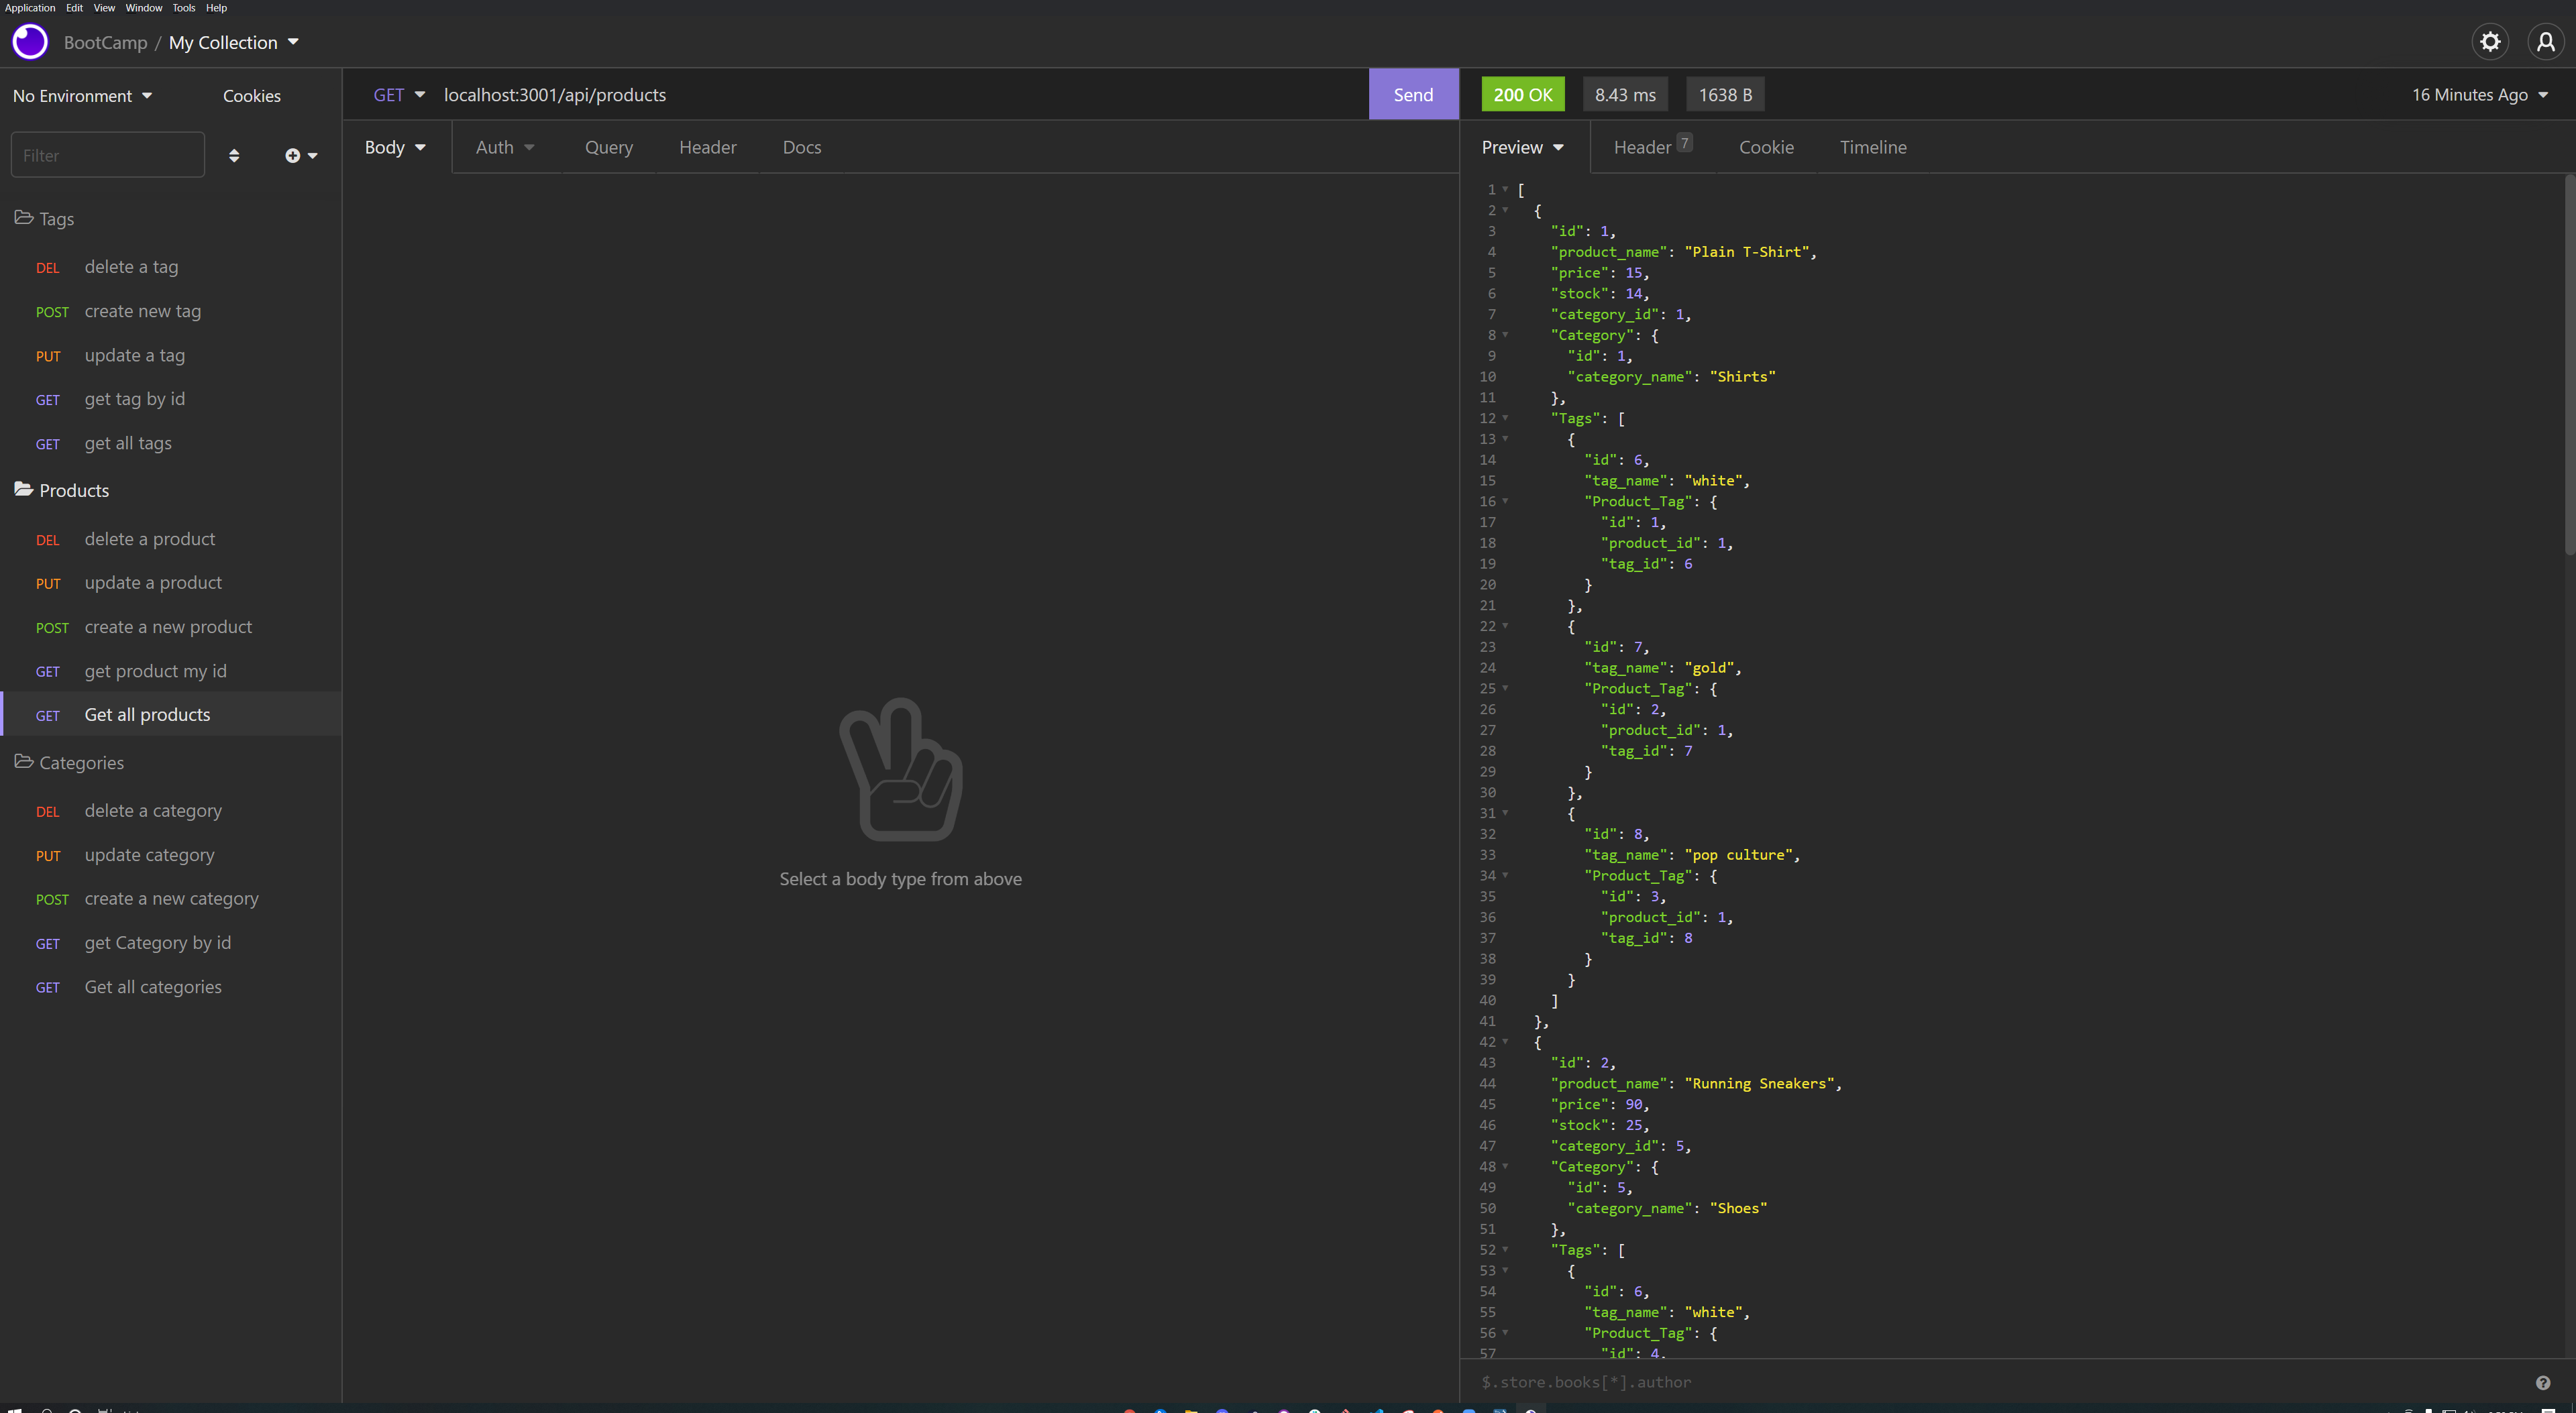 Application Edit View Window Tools Help
BootCamp / My Collection
No Environment Cookies
Filter
Tags
DEL delete a tag
POST create new tag
PUT update a tag
GET get tag by id
GET get all tags
Products
DEL delete a product
PUT update a product
POST create a new product
GET get product my id
GET Get all products
Categories
DEL delete a category
PUT update category
POST create a new category
GET get Category by id
GET Get all categories
GET localhost:3001/api/products Send
Body Auth Query Header Docs
Select a body type from above
200 OK 8.43 ms 1638 B 16 Minutes Ago
Preview Header 7 Cookie Timeline
1 [
2 {
3 "id": 1,
4 "product_name": "Plain T-Shirt",
5 "price": 15,
6 "stock": 14,
7 "category_id": 1,
8 "Category": {
9 "id": 1,
10 "category_name": "Shirts"
11 },
12 "Tags": [
13 {
14 "id": 6,
15 "tag_name": "white",
16 "Product_Tag": {
17 "id": 1,
18 "product_id": 1,
19 "tag_id": 6
20 }
21 },
22 {
23 "id": 7,
24 "tag_name": "gold",
25 "Product_Tag": {
26 "id": 2,
27 "product_id": 1,
28 "tag_id": 7
29 }
30 },
31 {
32 "id": 8,
33 "tag_name": "pop culture",
34 "Product_Tag": {
35 "id": 3,
36 "product_id": 1,
37 "tag_id": 8
38 }
39 }
40 ]
41 },
42 {
43 "id": 2,
44 "product_name": "Running Sneakers",
45 "price": 90,
46 "stock": 25,
47 "category_id": 5,
48 "Category": {
49 "id": 5,
50 "category_name": "Shoes"
51 },
52 "Tags": [
53 {
54 "id": 6,
55 "tag_name": "white",
56 "Product_Tag": {
57 "id": 4,
$.store.books[*].author